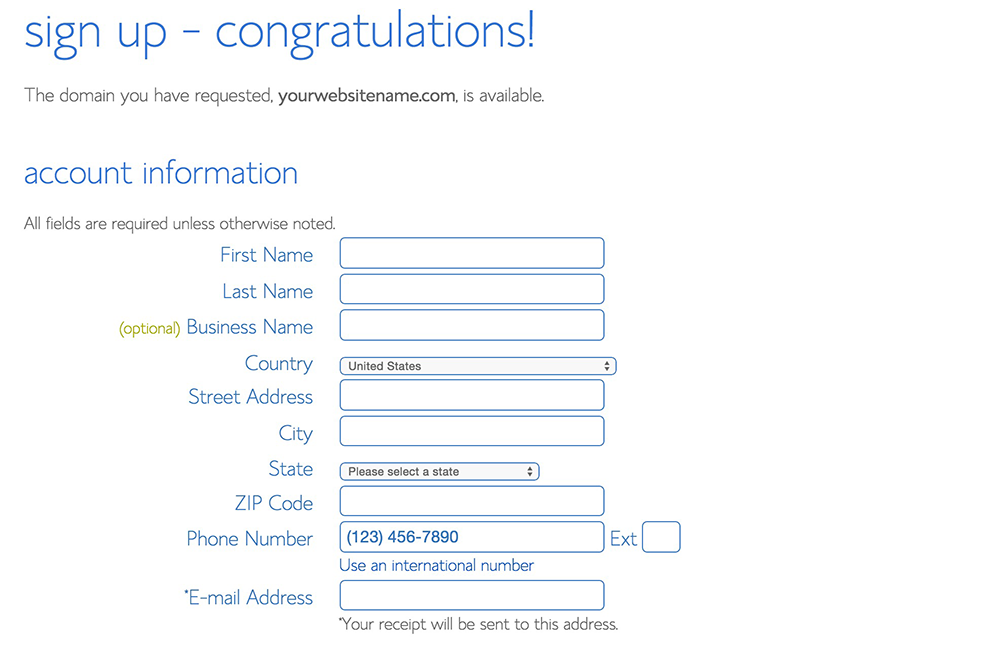 sign up - congratulations!
The domain you have requested, yourwebsitename.com, is available.
account information
All fields are required unless otherwise noted.
First Name
Last Name
(optional) Business Name
Country United States
Street Address
City
State Please select a state
ZIP Code
Phone Number (123) 456-7890 Ext
Use an international number
*E-mail Address
*Your receipt will be sent to this address.